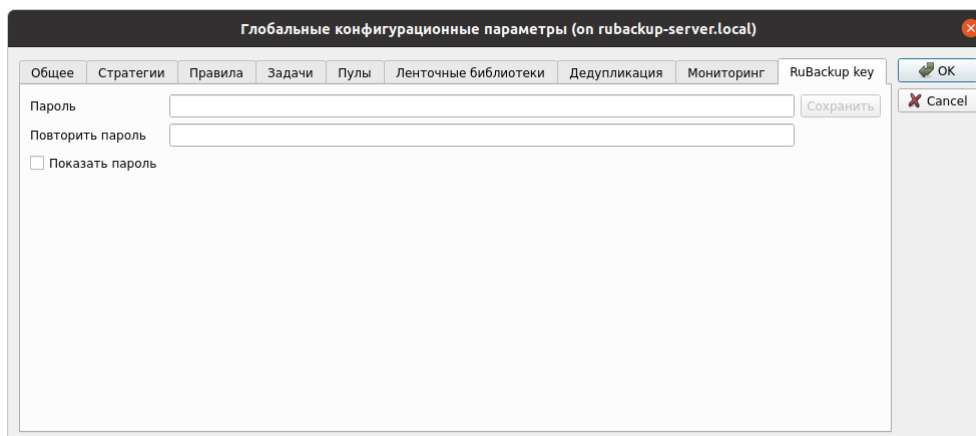 Глобальные конфигурационные параметры (on rubackup-server.local)
Общее Стратегии Правила Задачи Пулы Ленточные библиотеки Дедупликация Мониторинг RuBackup key OK
Пароль Сохранить Cancel
Повторить пароль
Показать пароль